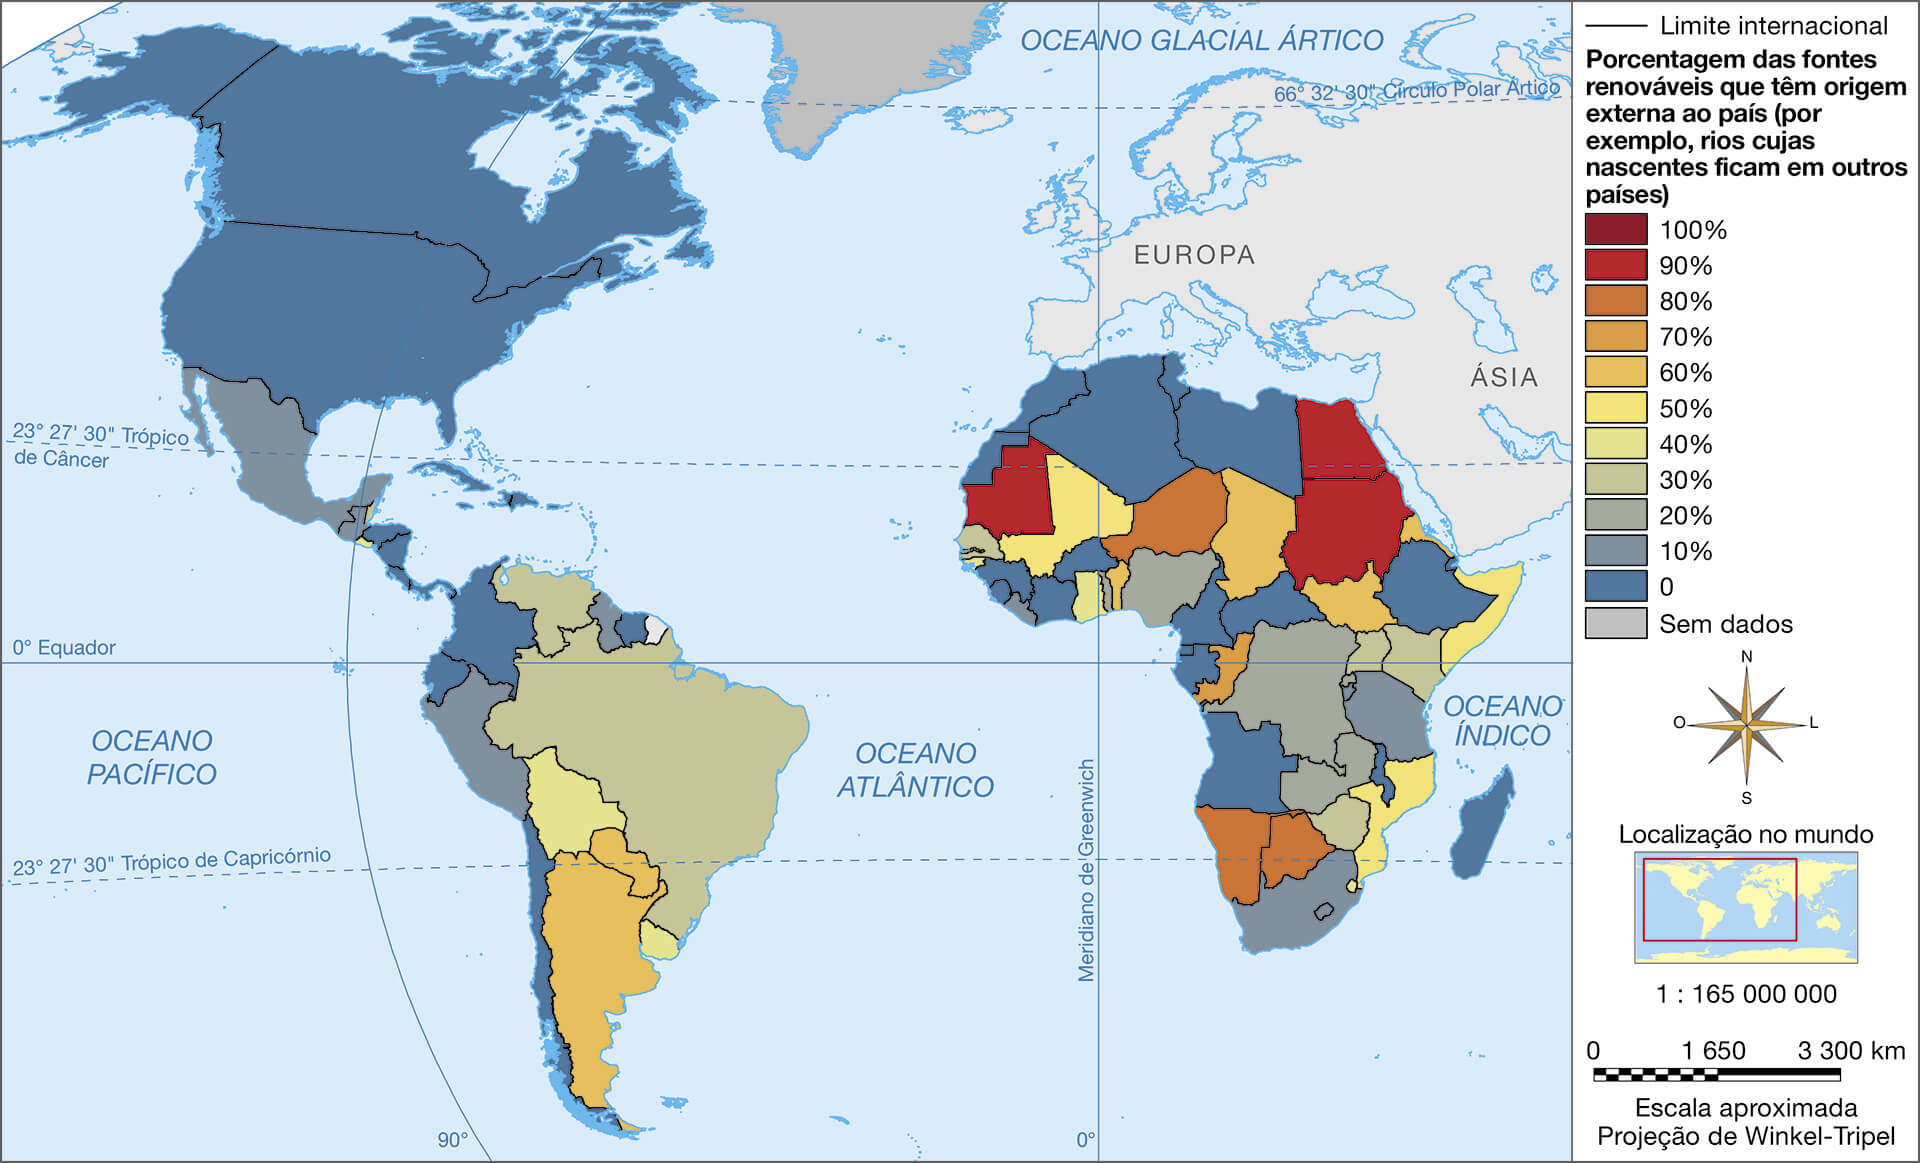 OCEANO GLACIAL ÁRTICO
66° 32' 30" Círculo Polar Ártico
EUROPA
ÁSIA
23° 27' 30" Trópico
de Câncer
0° Equador
OCEANO
PACÍFICO
OCEANO
ATLÂNTICO
OCEANO
ÍNDICO
Meridiano de Greenwich
23° 27' 30" Trópico de Capricórnio
90°
0°
Limite internacional
Porcentagem das fontes
renováveis que têm origem
externa ao país (por
exemplo, rios cujas
nascentes ficam em outros
países)
100%
90%
80%
70%
60%
50%
40%
30%
20%
10%
0
Sem dados
N
O
L
S
Localização no mundo
1 : 165 000 000
0 1 650 3 300 km
Escala aproximada
Projeção de Winkel-Tripel